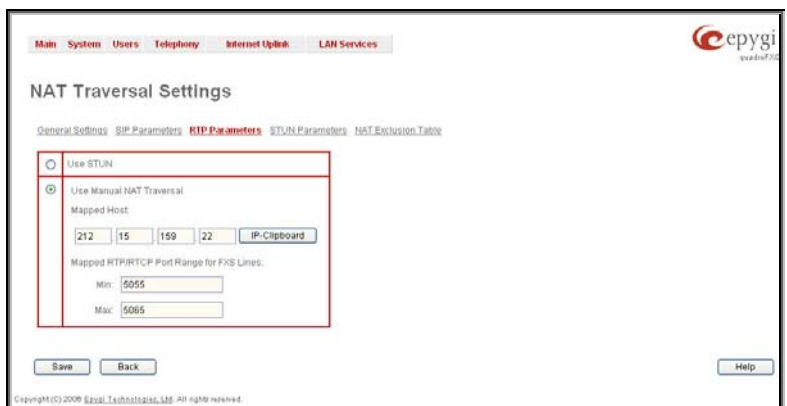 Main System Users Telephony Internet Uplink LAN Services
epygi
quadroFXS
NAT Traversal Settings
General Settings SIP Parameters RTP Parameters STUN Parameters NAT Exclusion Table
Use STUN
Use Manual NAT Traversal
Mapped Host
212 15 159 22 IP-Clipboard
Mapped RTP/RTCP Port Range for FXS Lines:
Min: 5055
Max: 5065
Save Back Help
Copyright (C) 2008 Epygi Technologies, Ltd. All rights reserved.